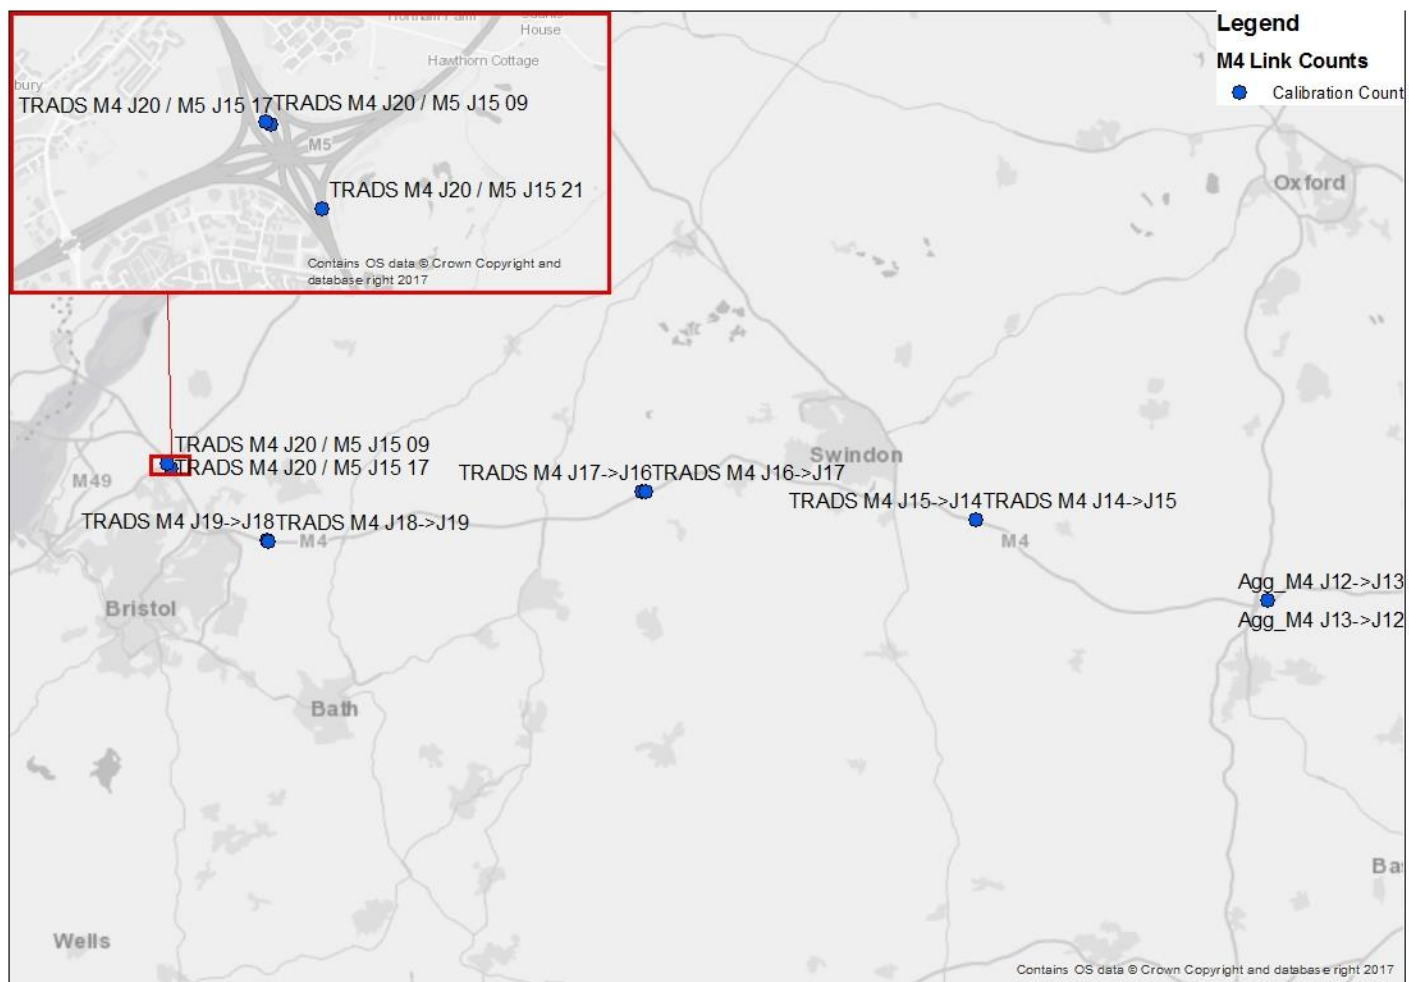 Legend
M4 Link Counts
Calibration Count
House
Hawthorn Cottage
bury
TRADS M4 J20 / M5 J15 17
TRADS M4 J20 / M5 J15 09
M5
TRADS M4 J20 / M5 J15 21
Contains OS data © Crown Copyright and
database right 2017
Oxford
TRADS M4 J20 / M5 J15 09
TRADS M4 J20 / M5 J15 17
M49
Swindon
TRADS M4 J17->J16
TRADS M4 J16->J17
TRADS M4 J15->J14
TRADS M4 J14->J15
TRADS M4 J19->J18
TRADS M4 J18->J19
M4
M4
Agg_M4 J12->J13
Agg_M4 J13->J12
Bristol
Bath
Ba
Wells
Contains OS data © Crown Copyright and database right 2017